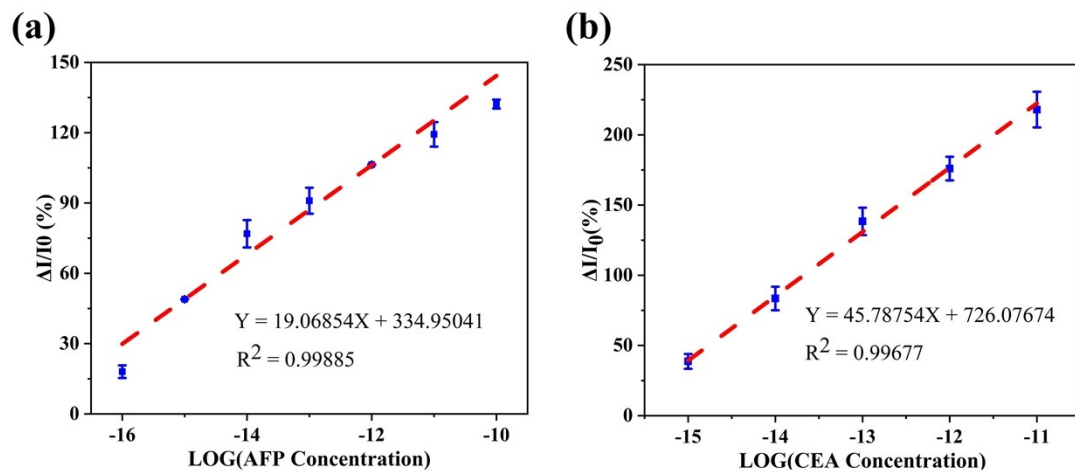 (a)
150
120
90
60
30
0
ΔI/I0 (%)
Y = 19.06854X + 334.95041
R² = 0.99885
-16
-14
-12
-10
LOG(AFP Concentration)
(b)
250
200
150
100
50
0
ΔI/I₀(%)
Y = 45.78754X + 726.07674
R² = 0.99677
-15
-14
-13
-12
-11
LOG(CEA Concentration)